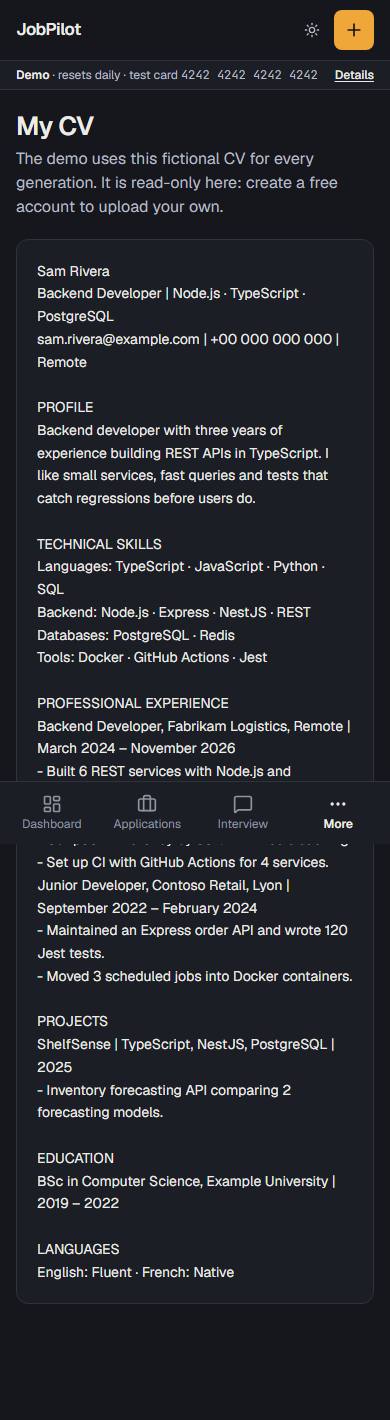 JobPilot
Demo · resets daily · test card 4242 4242 4242 4242 Details
My CV
The demo uses this fictional CV for every
generation. It is read-only here: create a free
account to upload your own.
Sam Rivera
Backend Developer | Node.js · TypeScript ·
PostgreSQL
sam.rivera@example.com | +00 000 000 000 |
Remote
PROFILE
Backend developer with three years of
experience building REST APIs in TypeScript. I
like small services, fast queries and tests that
catch regressions before users do.
TECHNICAL SKILLS
Languages: TypeScript · JavaScript · Python ·
SQL
Backend: Node.js · Express · NestJS · REST
Databases: PostgreSQL · Redis
Tools: Docker · GitHub Actions · Jest
PROFESSIONAL EXPERIENCE
Backend Developer, Fabrikam Logistics, Remote |
March 2024 – November 2026
- Built 6 REST services with Node.js and
Dashboard Applications Interview More
- Set up CI with GitHub Actions for 4 services.
Junior Developer, Contoso Retail, Lyon |
September 2022 – February 2024
- Maintained an Express order API and wrote 120
Jest tests.
- Moved 3 scheduled jobs into Docker containers.
PROJECTS
ShelfSense | TypeScript, NestJS, PostgreSQL |
2025
- Inventory forecasting API comparing 2
forecasting models.
EDUCATION
BSc in Computer Science, Example University |
2019 – 2022
LANGUAGES
English: Fluent · French: Native